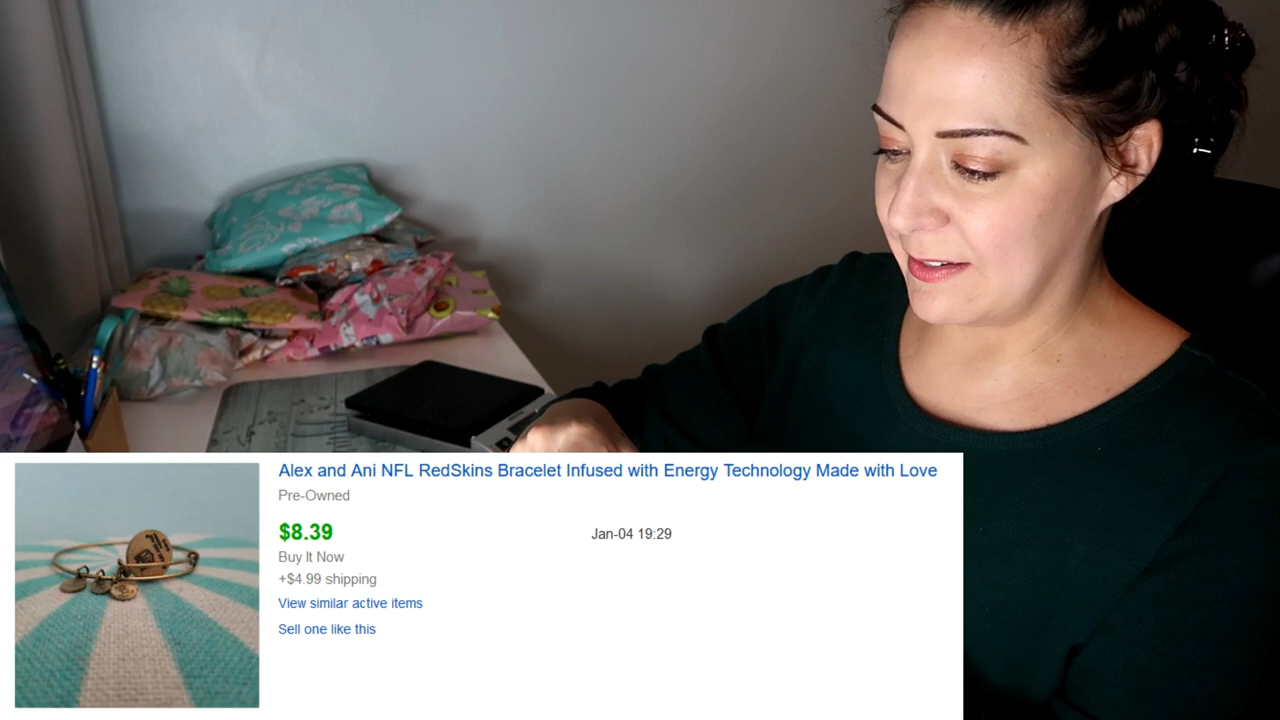 Alex and Ani NFL RedSkins Bracelet Infused with Energy Technology Made with Love
Pre-Owned
$8.39
Jan-04 19:29
Buy It Now
+$4.99 shipping
View similar active items
Sell one like this